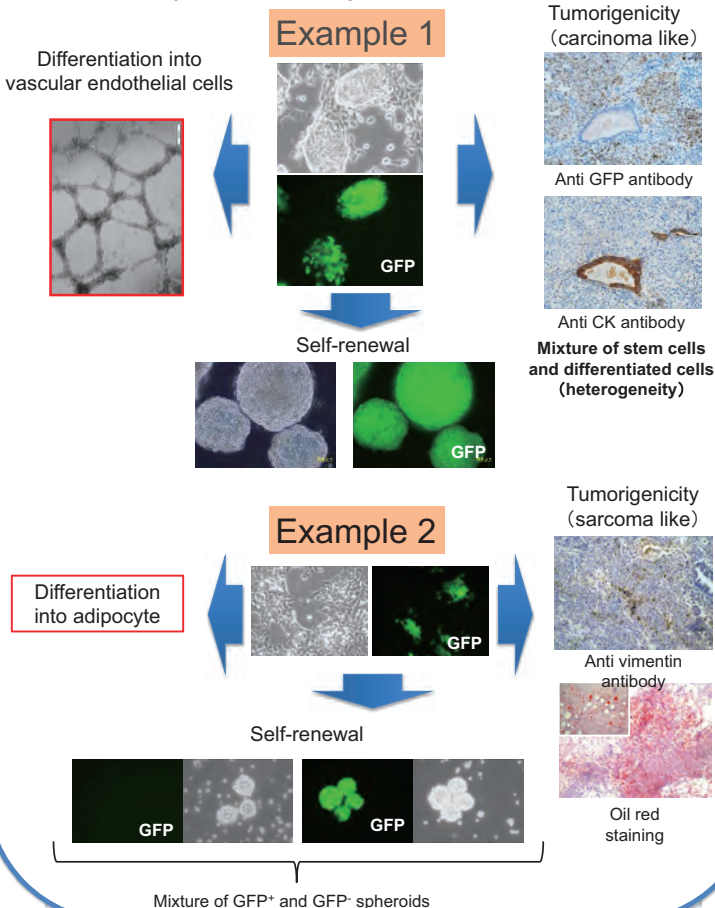 Example 1
Differentiation into
vascular endothelial cells
GFP
Tumorigenicity
(carcinoma like)
Anti GFP antibody
Anti CK antibody
Mixture of stem cells
and differentiated cells
(heterogeneity)
Self-renewal
GFP
Example 2
Differentiation
into adipocyte
GFP
Tumorigenicity
(sarcoma like)
Anti vimentin
antibody
Oil red
staining
Self-renewal
GFP
GFP
Mixture of GFP⁺ and GFP⁻ spheroids